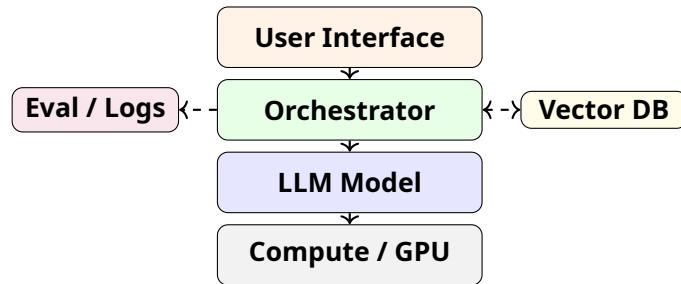 User Interface
Eval / Logs
Orchestrator
Vector DB
LLM Model
Compute / GPU